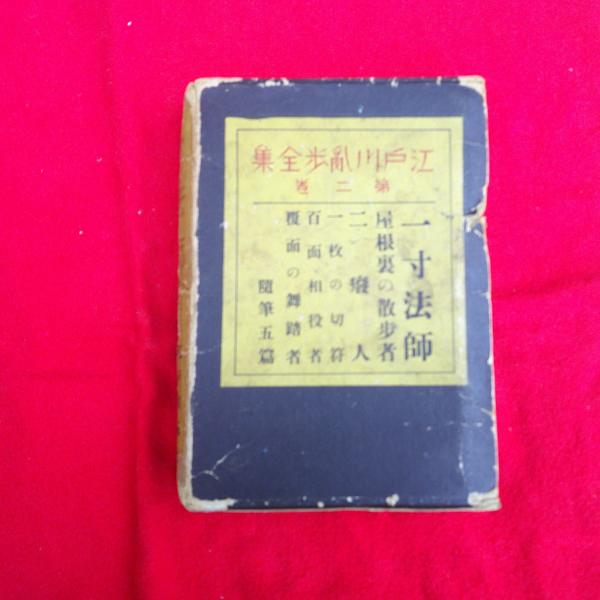 江戸川乱歩全集
第二巻
一寸法師
屋根裏の散歩者
二癈人
一枚の切符
百面相役者
覆面の舞踏者
随筆五篇